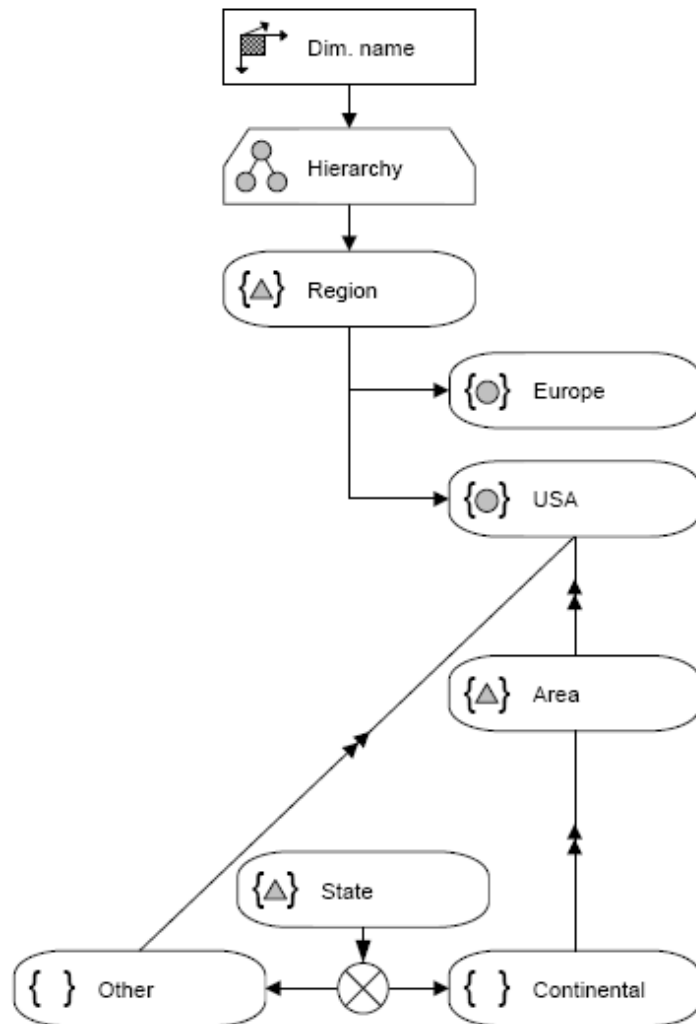 Dim. name
Hierarchy
{ } Region
{ } Europe
{ } USA
{ } Area
{ } State
{ } Other
{ } Continental